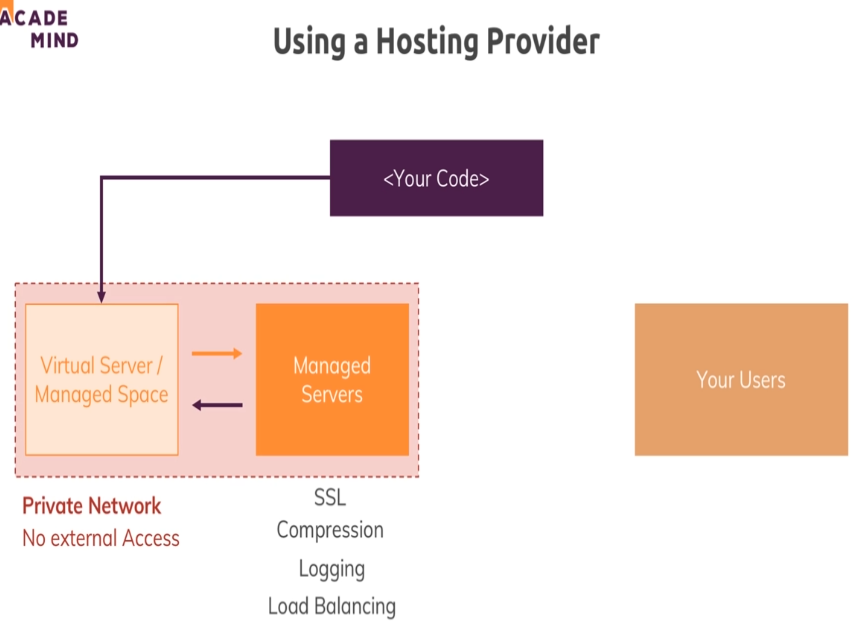 ACADE
MIND
Using a Hosting Provider
<Your Code>
Virtual Server /
Managed Space
Managed
Servers
Your Users
Private Network
No external Access
SSL
Compression
Logging
Load Balancing